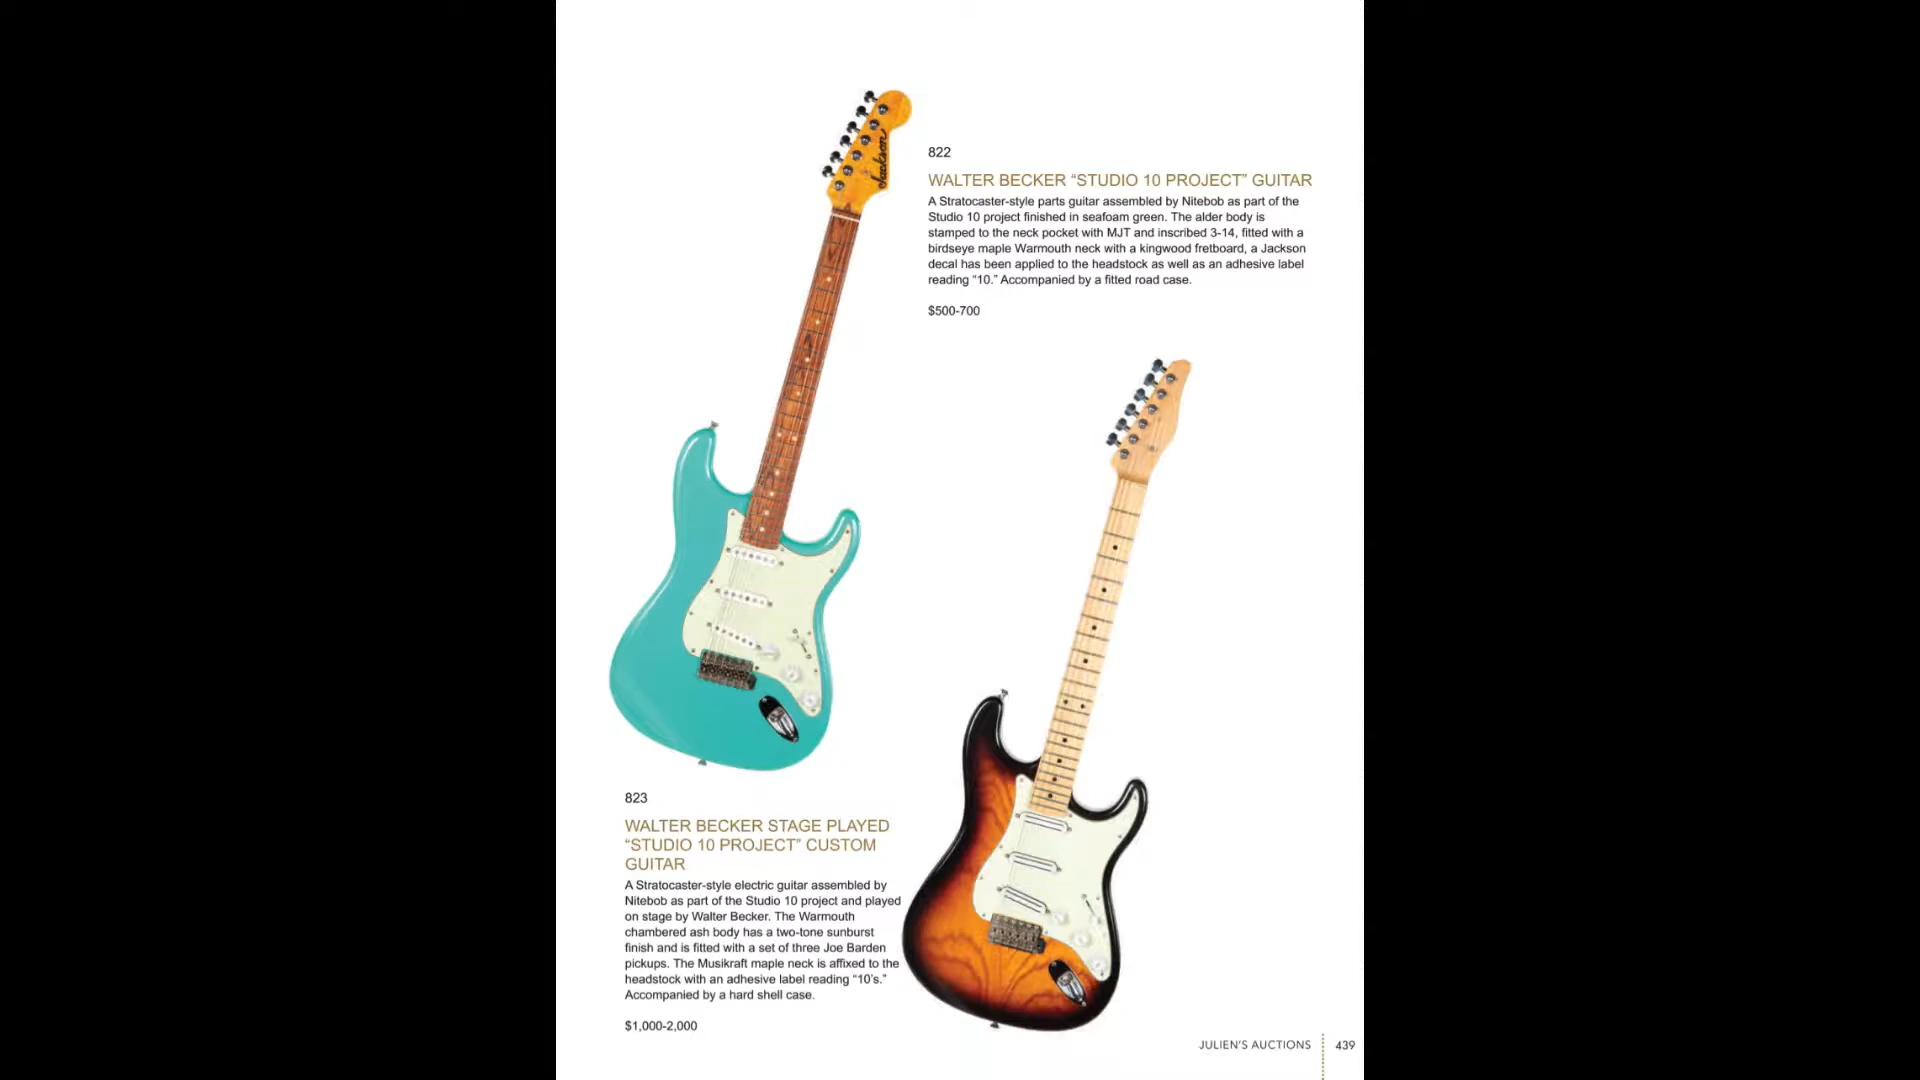 Jackson
822
WALTER BECKER “STUDIO 10 PROJECT” GUITAR
A Stratocaster-style parts guitar assembled by Nitebob as part of the
Studio 10 project finished in seafoam green. The alder body is
stamped to the neck pocket with MJT and inscribed 3-14, fitted with a
birdseye maple Warmouth neck with a kingwood fretboard, a Jackson
decal has been applied to the headstock as well as an adhesive label
reading “10.” Accompanied by a fitted road case.
$500-700
823
WALTER BECKER STAGE PLAYED
“STUDIO 10 PROJECT” CUSTOM
GUITAR
A Stratocaster-style electric guitar assembled by
Nitebob as part of the Studio 10 project and played
on stage by Walter Becker. The Warmouth
chambered ash body has a two-tone sunburst
finish and is fitted with a set of three Joe Barden
pickups. The Musikraft maple neck is affixed to the
headstock with an adhesive label reading “10’s.”
Accompanied by a hard shell case.
$1,000-2,000
JULIEN’S AUCTIONS 439